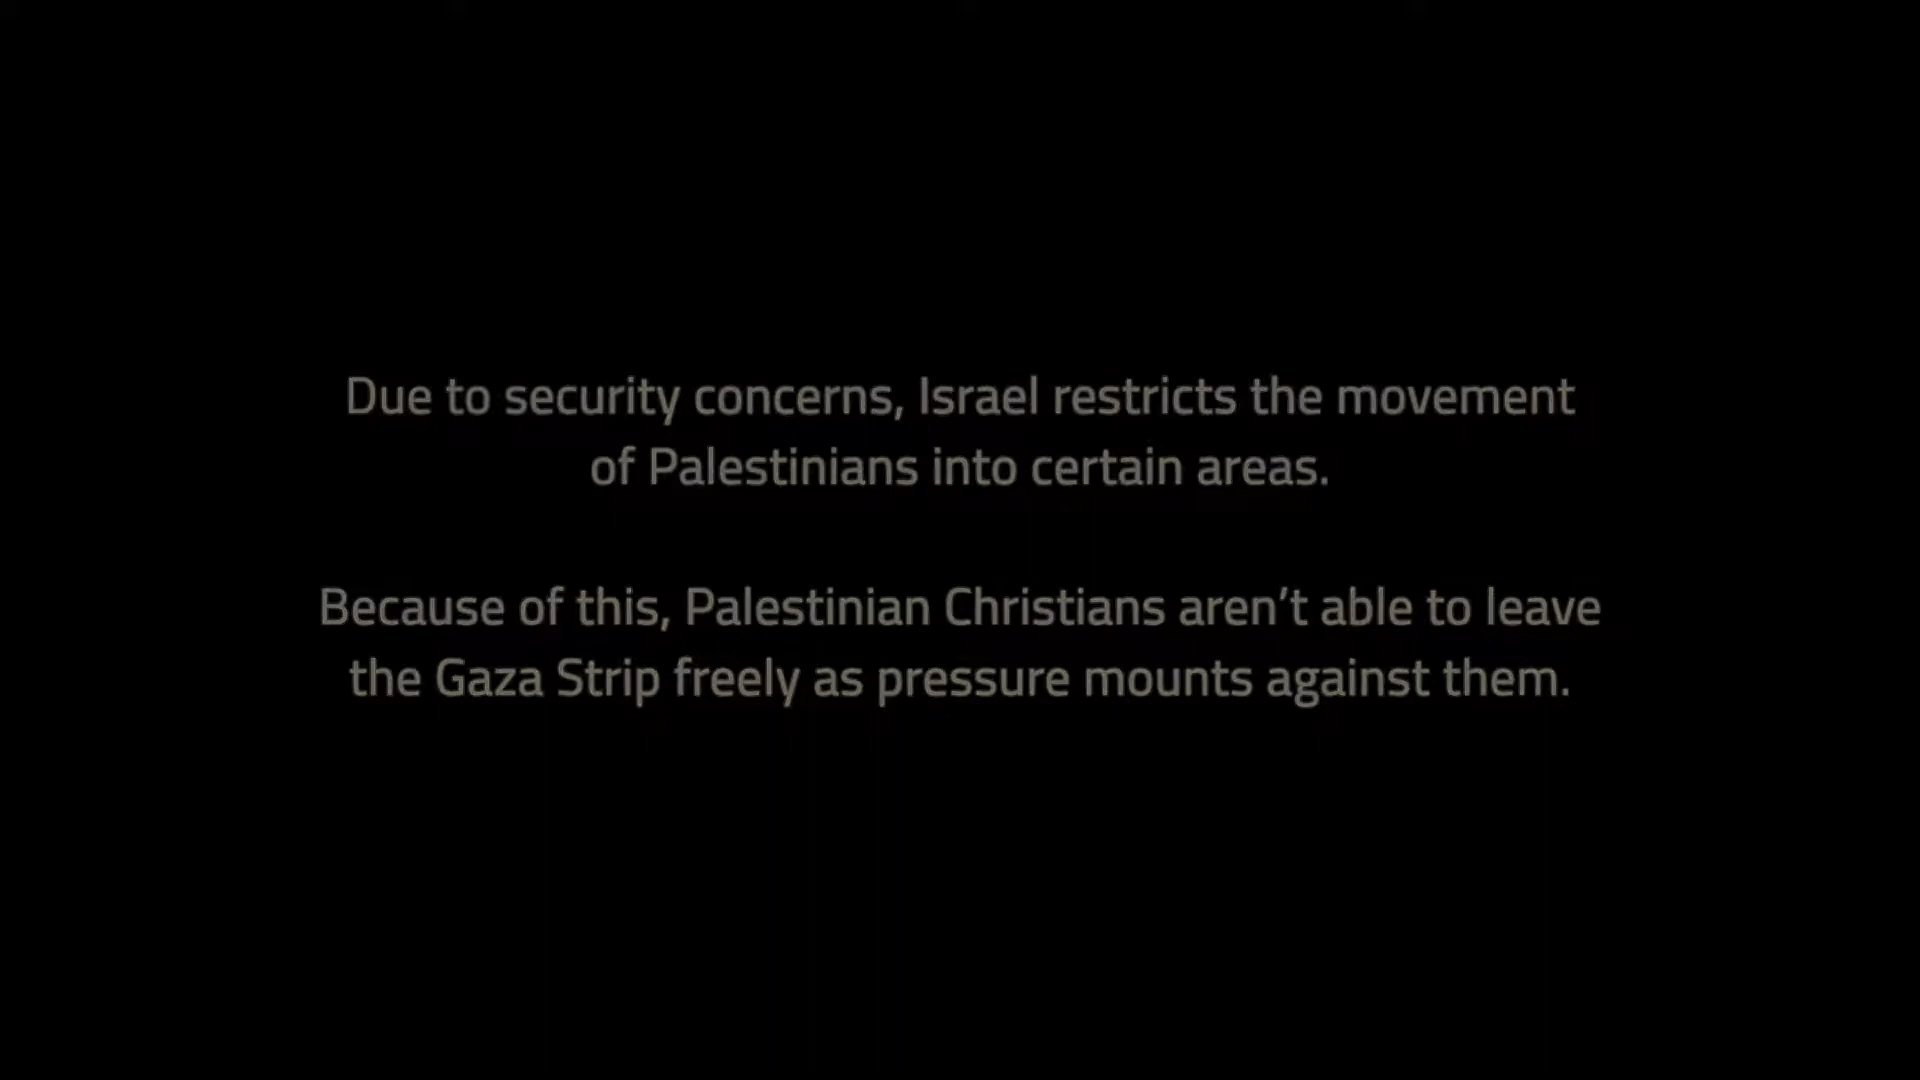 Due to security concerns, Israel restricts the movement
of Palestinians into certain areas.
Because of this, Palestinian Christians aren’t able to leave
the Gaza Strip freely as pressure mounts against them.